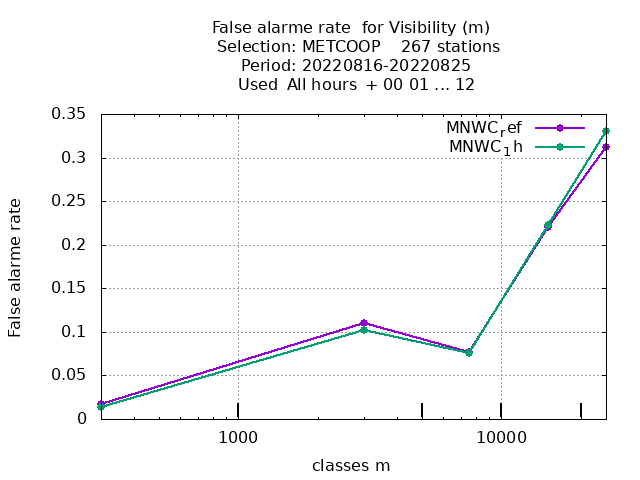 False alarme rate  for Visibility (m)
Selection: METCOOP    267 stations
Period: 20220816-20220825
Used  All hours  + 00 01 ... 12
MNWC_ref
MNWC_1h
0.35
0.3
0.25
0.2
0.15
0.1
0.05
0
False alarme rate
1000
10000
classes m